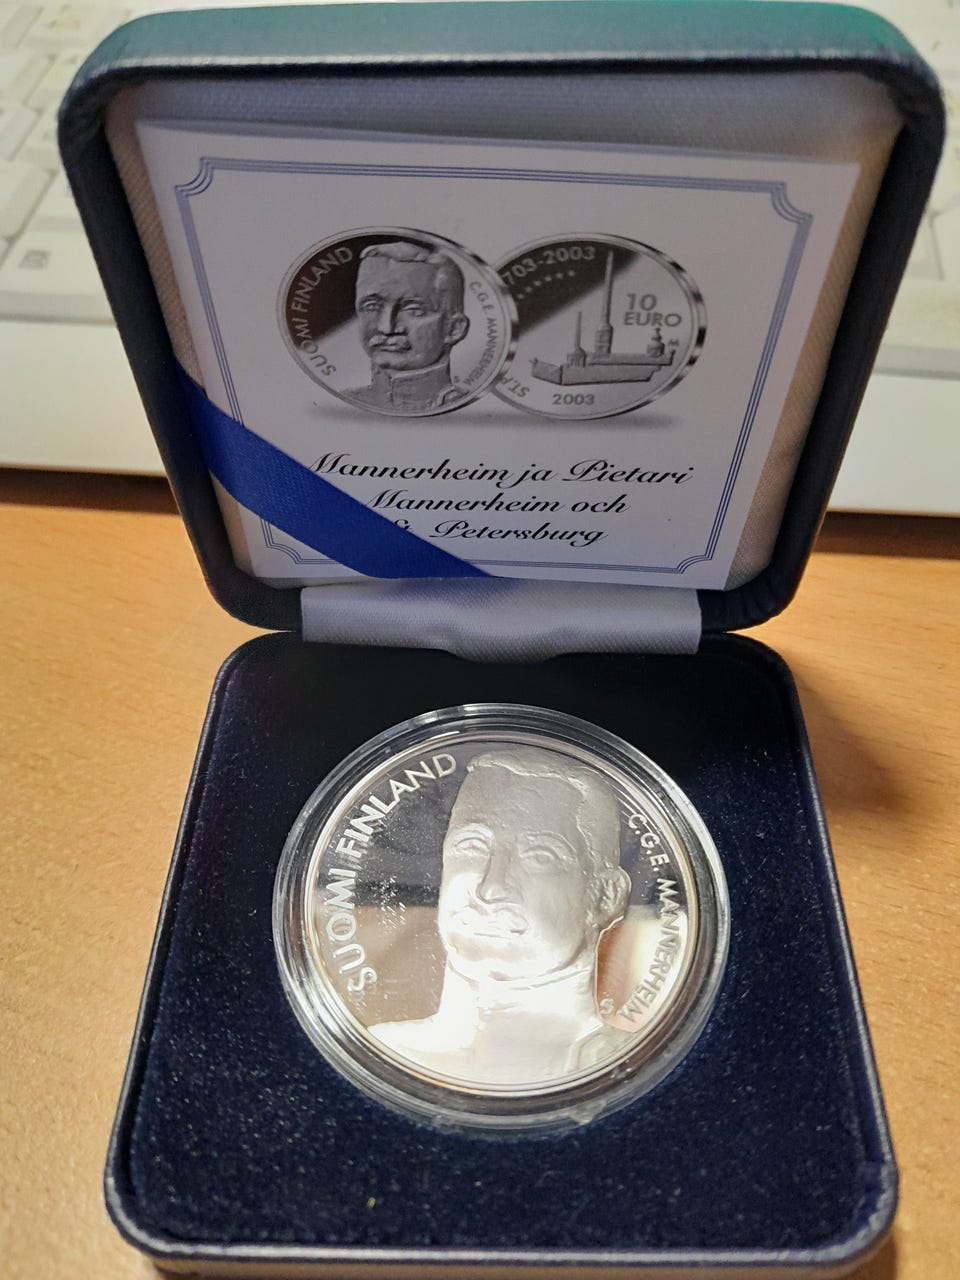 SUOMI FINLAND
C.G.E. MANNERHEIM
1703-2003
10
EURO
2003
Mannerheim ja Pietari
Mannerheim och
Petersburg
SUOMI FINLAND
C.G.E. MANNERHEIM